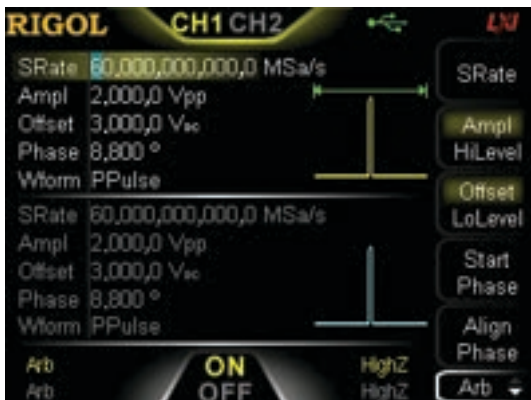 RIGOL CH1 CH2 LXI
SRate 60,000,000,000,0 MSa/s
Ampl 2,000,0 Vpp
Offset 3,000,0 VDC
Phase 8,800 °
Wform PPulse
SRate 60,000,000,000,0 MSa/s
Ampl 2,000,0 Vpp
Offset 3,000,0 VDC
Phase 8,800 °
Wform PPulse
Arb ON HighZ
Arb OFF HighZ
SRate
Ampl
HiLevel
Offset
LoLevel
Start
Phase
Align
Phase
Arb